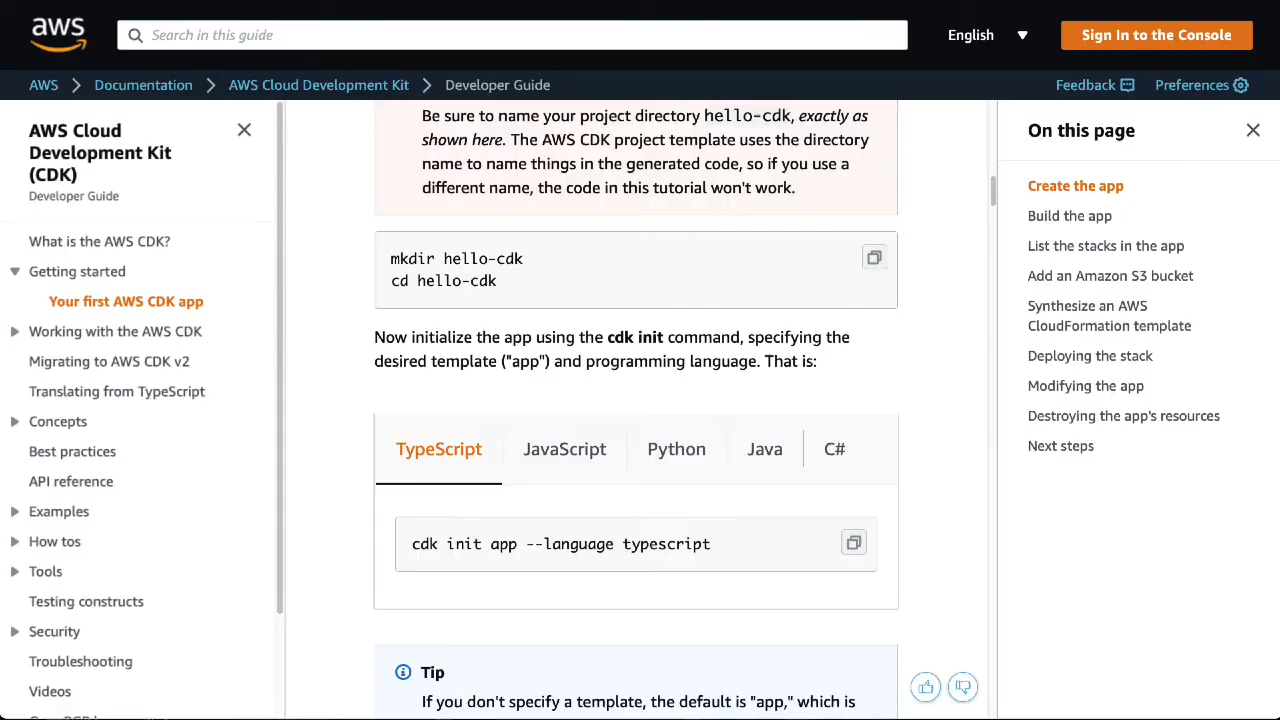 aws
Search in this guide
English
Sign In to the Console
AWS
Documentation
AWS Cloud Development Kit
Developer Guide
Feedback
Preferences
AWS Cloud
Development Kit
(CDK)
Developer Guide
What is the AWS CDK?
Getting started
Your first AWS CDK app
Working with the AWS CDK
Migrating to AWS CDK v2
Translating from TypeScript
Concepts
Best practices
API reference
Examples
How tos
Tools
Testing constructs
Security
Troubleshooting
Videos
Be sure to name your project directory hello-cdk, exactly as
shown here. The AWS CDK project template uses the directory
name to name things in the generated code, so if you use a
different name, the code in this tutorial won't work.
mkdir hello-cdk
cd hello-cdk
Now initialize the app using the cdk init command, specifying the
desired template ("app") and programming language. That is:
TypeScript
JavaScript
Python
Java
C#
cdk init app --language typescript
Tip
If you don't specify a template, the default is "app," which is
On this page
Create the app
Build the app
List the stacks in the app
Add an Amazon S3 bucket
Synthesize an AWS
CloudFormation template
Deploying the stack
Modifying the app
Destroying the app's resources
Next steps